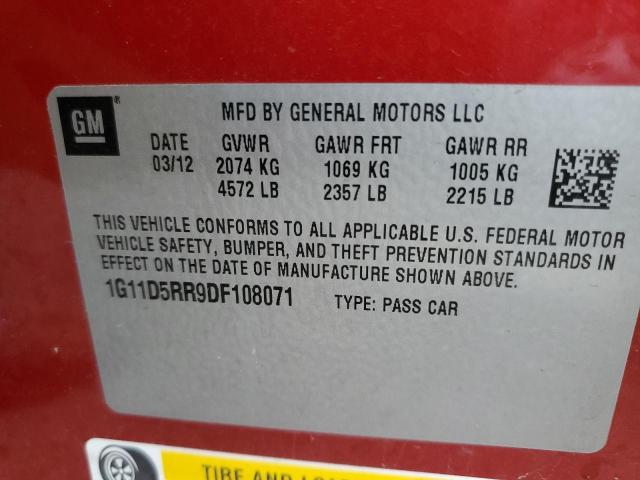 GM®
MFD BY GENERAL MOTORS LLC
DATE GVWR GAWR FRT GAWR RR
03/12 2074 KG 1069 KG 1005 KG
4572 LB 2357 LB 2215 LB
THIS VEHICLE CONFORMS TO ALL APPLICABLE U.S. FEDERAL MOTOR
VEHICLE SAFETY, BUMPER, AND THEFT PREVENTION STANDARDS IN
EFFECT ON THE DATE OF MANUFACTURE SHOWN ABOVE.
1G11D5RR9DF108071 TYPE: PASS CAR
TIRE AND